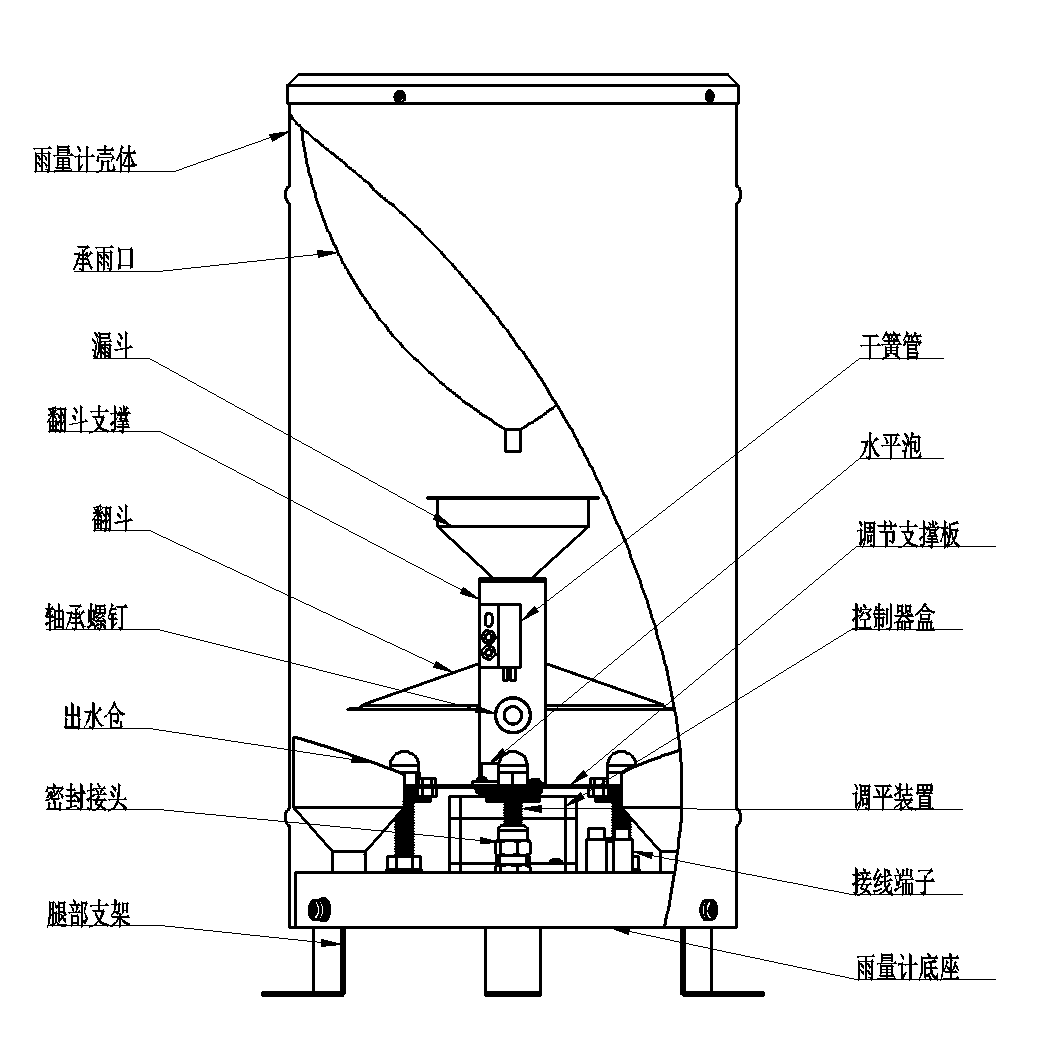 雨量计壳体
承雨口
漏斗
翻斗支撑
翻斗
轴承螺钉
出水仓
密封接头
腿部支架
干簧管
水平泡
调节支撑板
控制器盒
调平装置
接线端子
雨量计底座